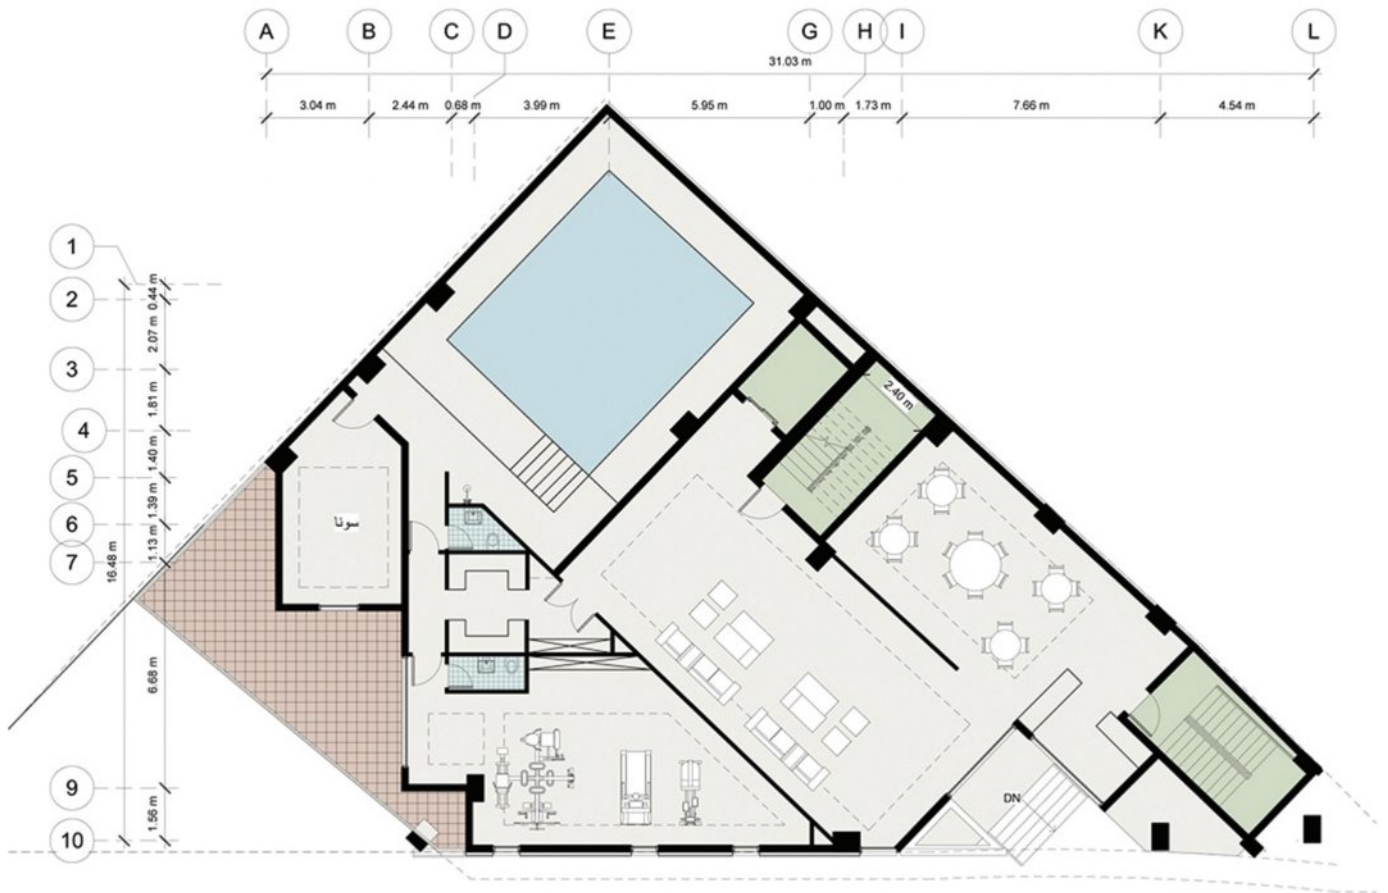 A B C D E G H I K L
31.03 m
3.04 m 2.44 m 0.68 m 3.99 m 5.95 m 1.00 m 1.73 m 7.66 m 4.54 m
1
2
3
4
5
6
7
9
10
0.44 m
2.07 m
1.81 m
1.40 m
1.39 m
1.13 m
16.48 m
6.68 m
1.56 m
2.40 m
سونا
DN